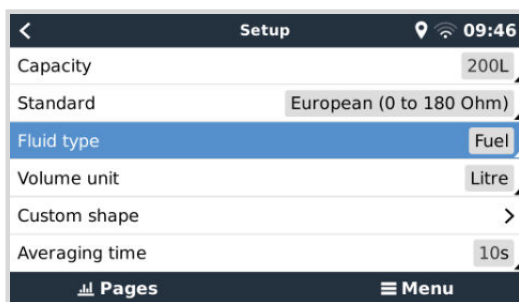 Setup 09:46
Capacity 200L
Standard European (0 to 180 Ohm)
Fluid type Fuel
Volume unit Litre
Custom shape
Averaging time 10s
Pages Menu